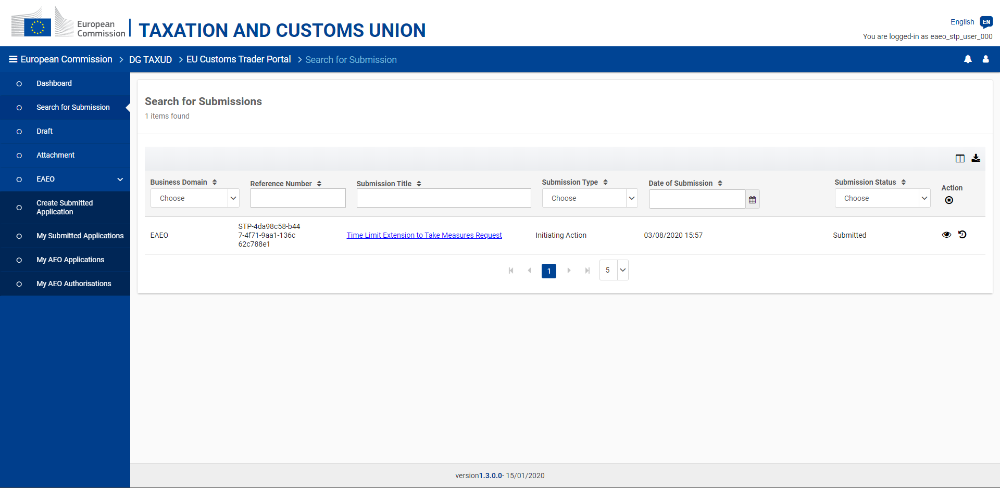 European
Commission
TAXATION AND CUSTOMS UNION
English EN
You are logged-in as eaeo_stp_user_000
European Commission > DG TAXUD > EU Customs Trader Portal > Search for Submission
Dashboard
Search for Submission
Draft
Attachment
EAEO
Create Submitted
Application
My Submitted Applications
My AEO Applications
My AEO Authorisations
Search for Submissions
1 items found
Business Domain Reference Number Submission Title Submission Type Date of Submission Submission Status Action
Choose Choose Choose
EAEO
STP-4da98c58-b44
7-4f71-9aa1-136c
62c788e1
Time Limit Extension to Take Measures Request
Initiating Action
03/08/2020 15:57
Submitted
1 5
version1.3.0.0- 15/01/2020